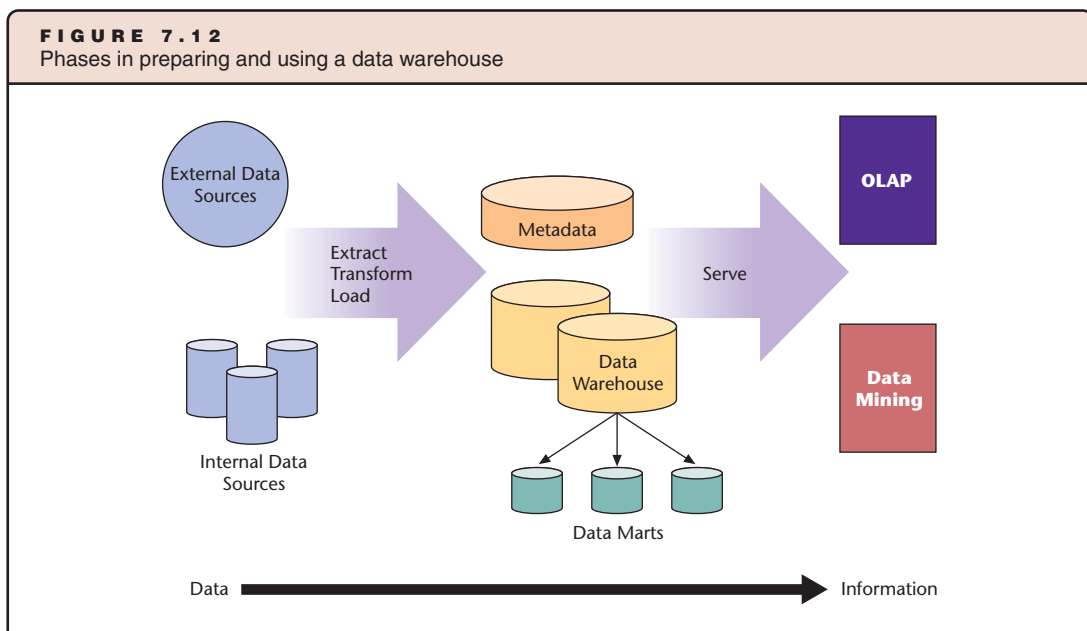 FIGURE 7.12
Phases in preparing and using a data warehouse
External Data
Sources
Internal Data
Sources
Extract
Transform
Load
Metadata
Data
Warehouse
Data Marts
Serve
OLAP
Data
Mining
Data
Information